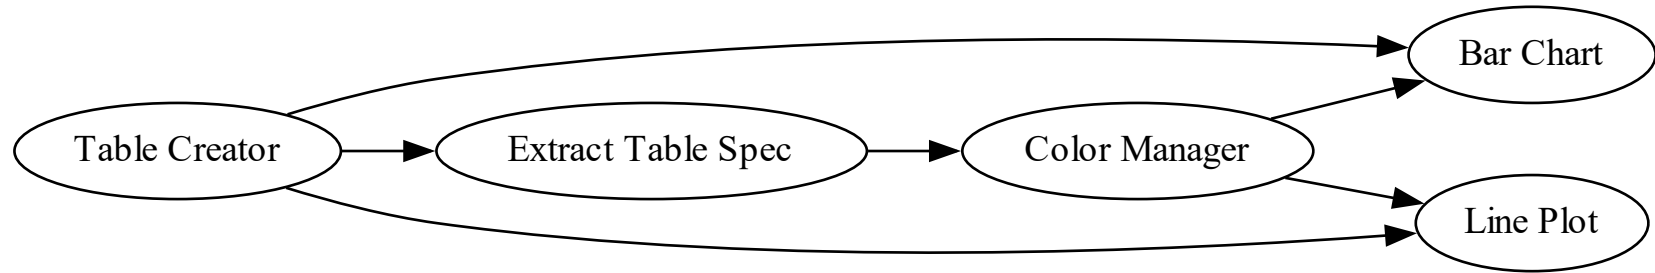 Bar Chart
Table Creator
Extract Table Spec
Color Manager
Line Plot